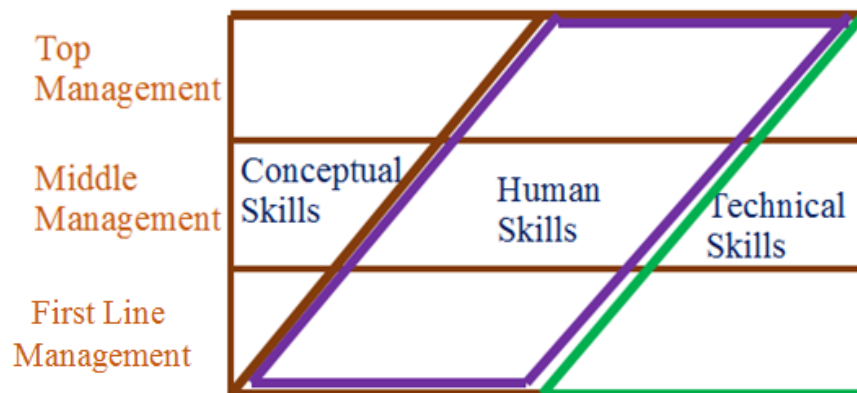 Top
Management
Middle
Management
First Line
Management
Conceptual
Skills
Human
Skills
Technical
Skills